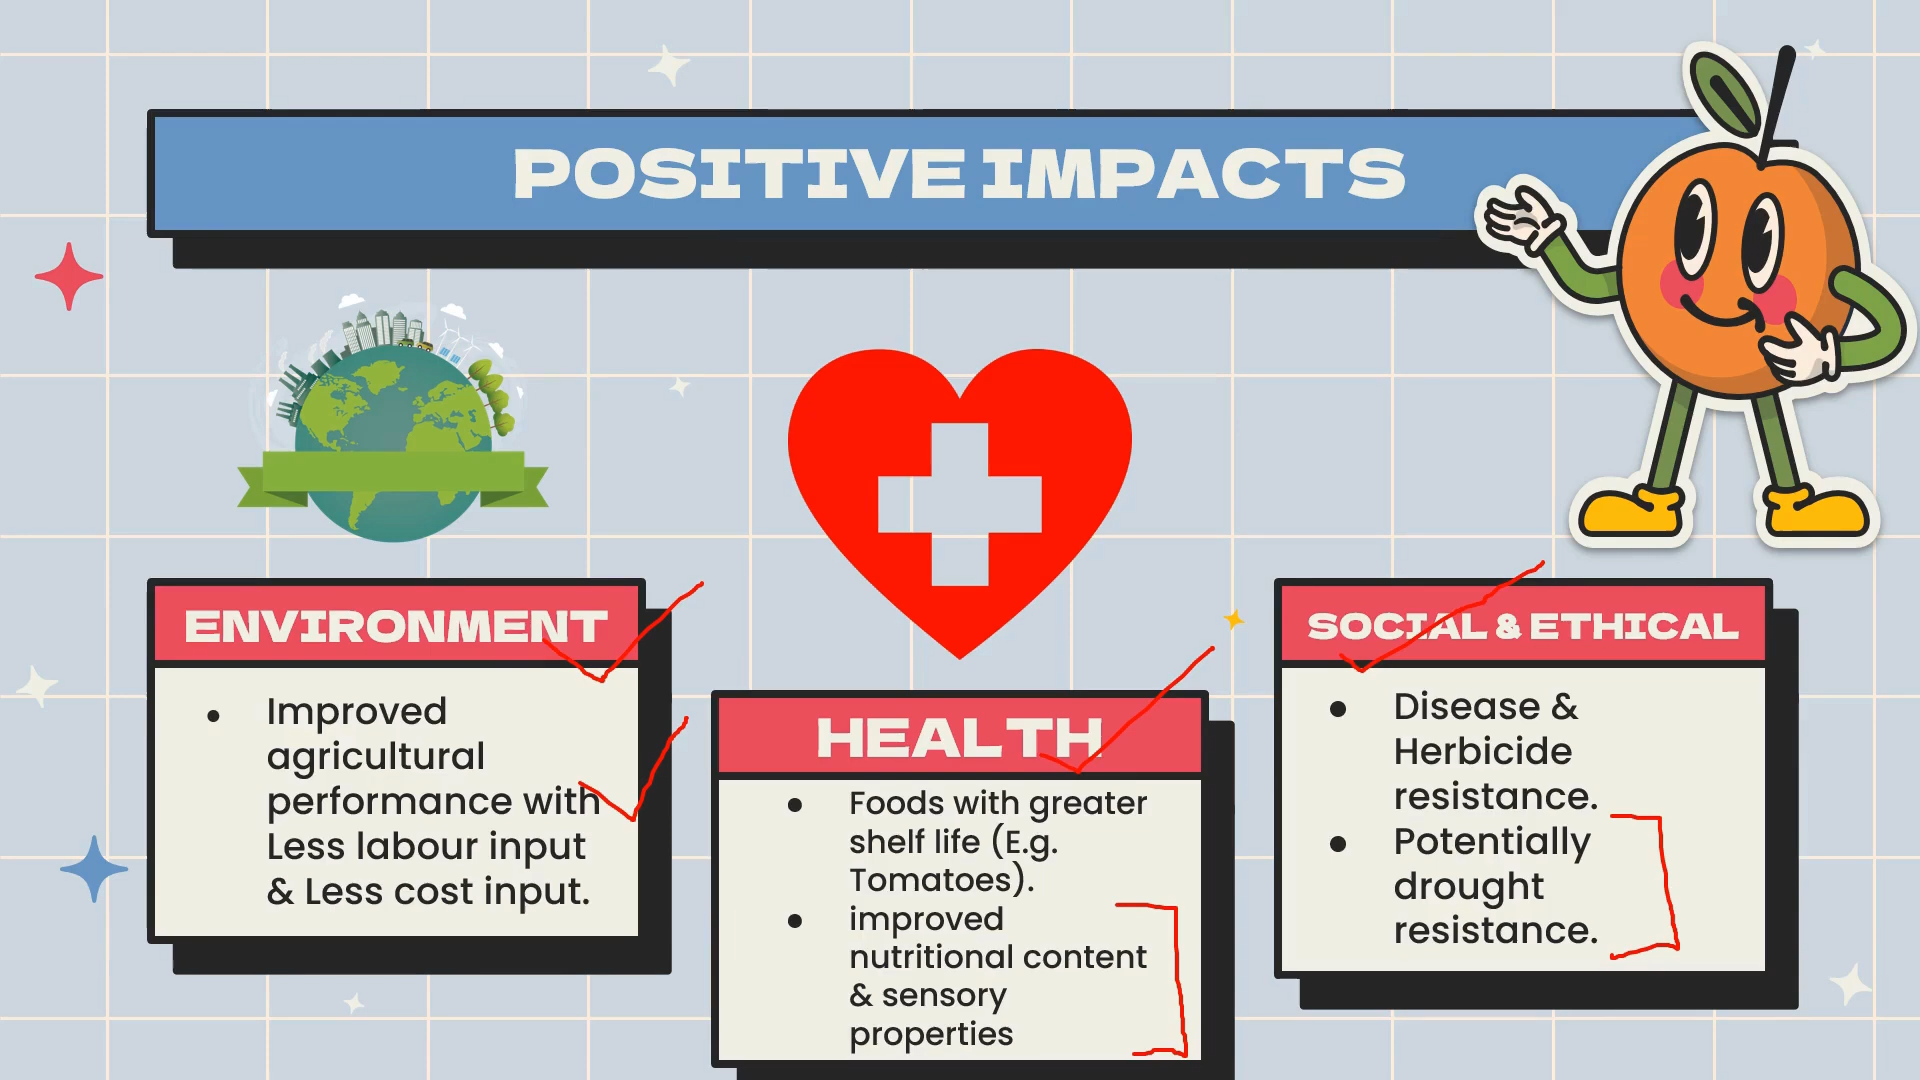 POSITIVE IMPACTS
ENVIRONMENT
• Improved
agricultural
performance with
Less labour input
& Less cost input.
HEALTH
• Foods with greater
shelf life (E.g.
Tomatoes).
• improved
nutritional content
& sensory
properties
SOCIAL & ETHICAL
• Disease &
Herbicide
resistance.
• Potentially
drought
resistance.